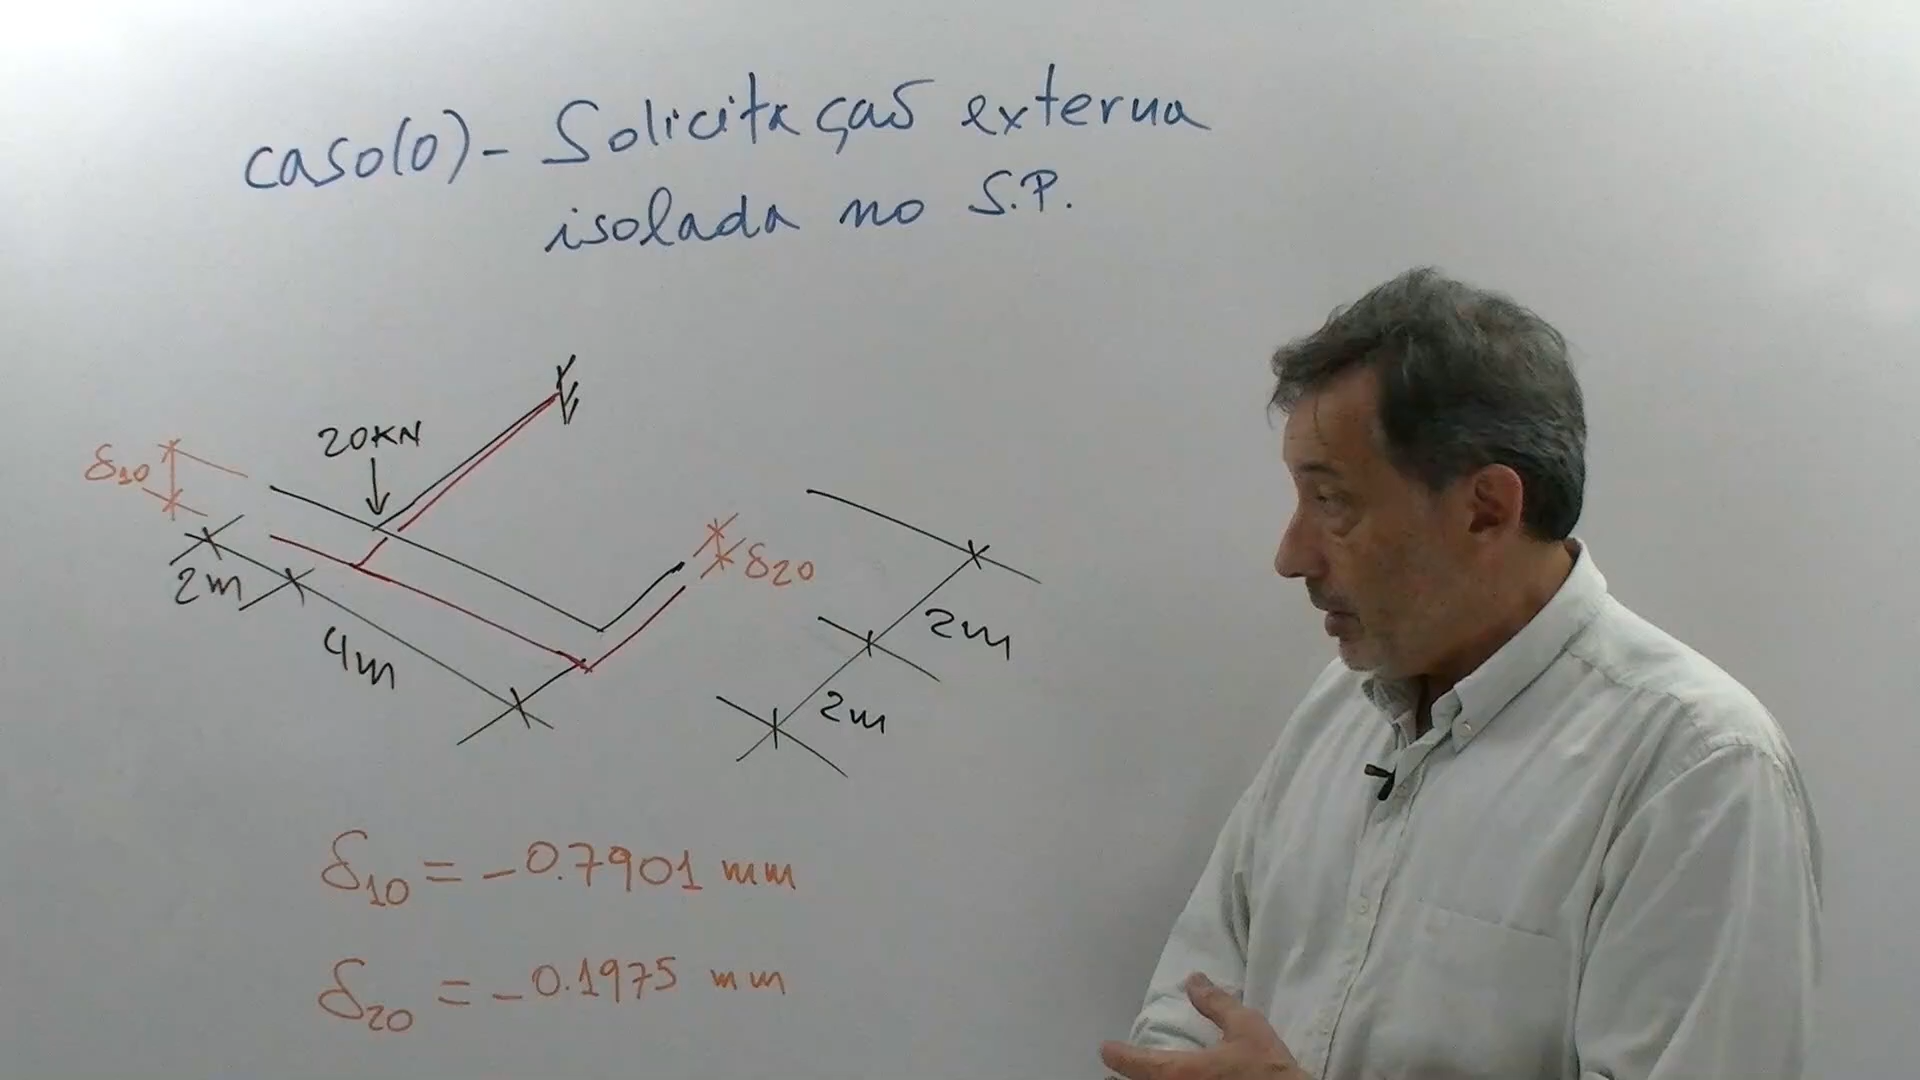 caso(0) - Solicitação externa
isolada no S.P.
20KN
δ10
δ20
2m
4m
2m
2m
δ10 = -0.7901 mm
δ20 = -0.1975 mm